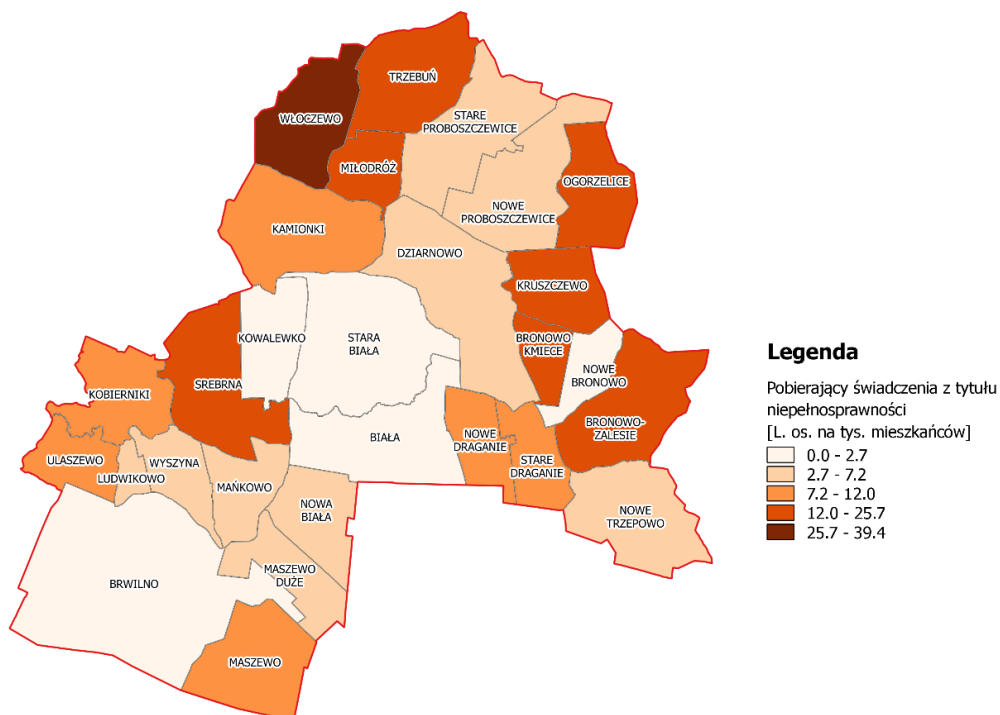 TRZEBUŃ
WŁOCZEWO
STARE
PROBOSZCZEWICE
MIŁODRÓŻ
OGORZELICE
NOWE
PROBOSZCZEWICE
KAMIONKI
DZIARNOWO
KRUSZCZEWO
KOWALEWKO
STARA
BIAŁA
BRONOWO
KMIECE
NOWE
BRONOWO
SREBRNA
KOBIERNIKI
BRONOWO-
ZALESIE
BIAŁA
NOWE
DRAGANIE
STARE
DRAGANIE
ULASZEWO
WYSZYNA
LUDWIKOWO
MAŃKOWO
NOWA
BIAŁA
NOWE
TRZEPOWO
MASZEWO
DUŻE
BRWILNO
MASZEWO
Legenda
Pobierający świadczenia z tytułu
niepełnosprawności
[L. os. na tys. mieszkańców]
0.0 - 2.7
2.7 - 7.2
7.2 - 12.0
12.0 - 25.7
25.7 - 39.4